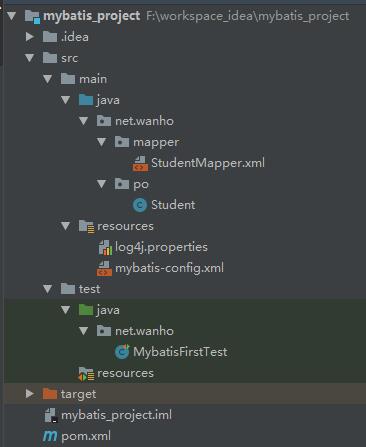 mybatis_project F:\workspace_idea\mybatis_project
.idea
src
main
java
net.wanho
mapper
StudentMapper.xml
po
Student
resources
log4j.properties
mybatis-config.xml
test
java
net.wanho
MybatisFirstTest
resources
target
mybatis_project.iml
pom.xml